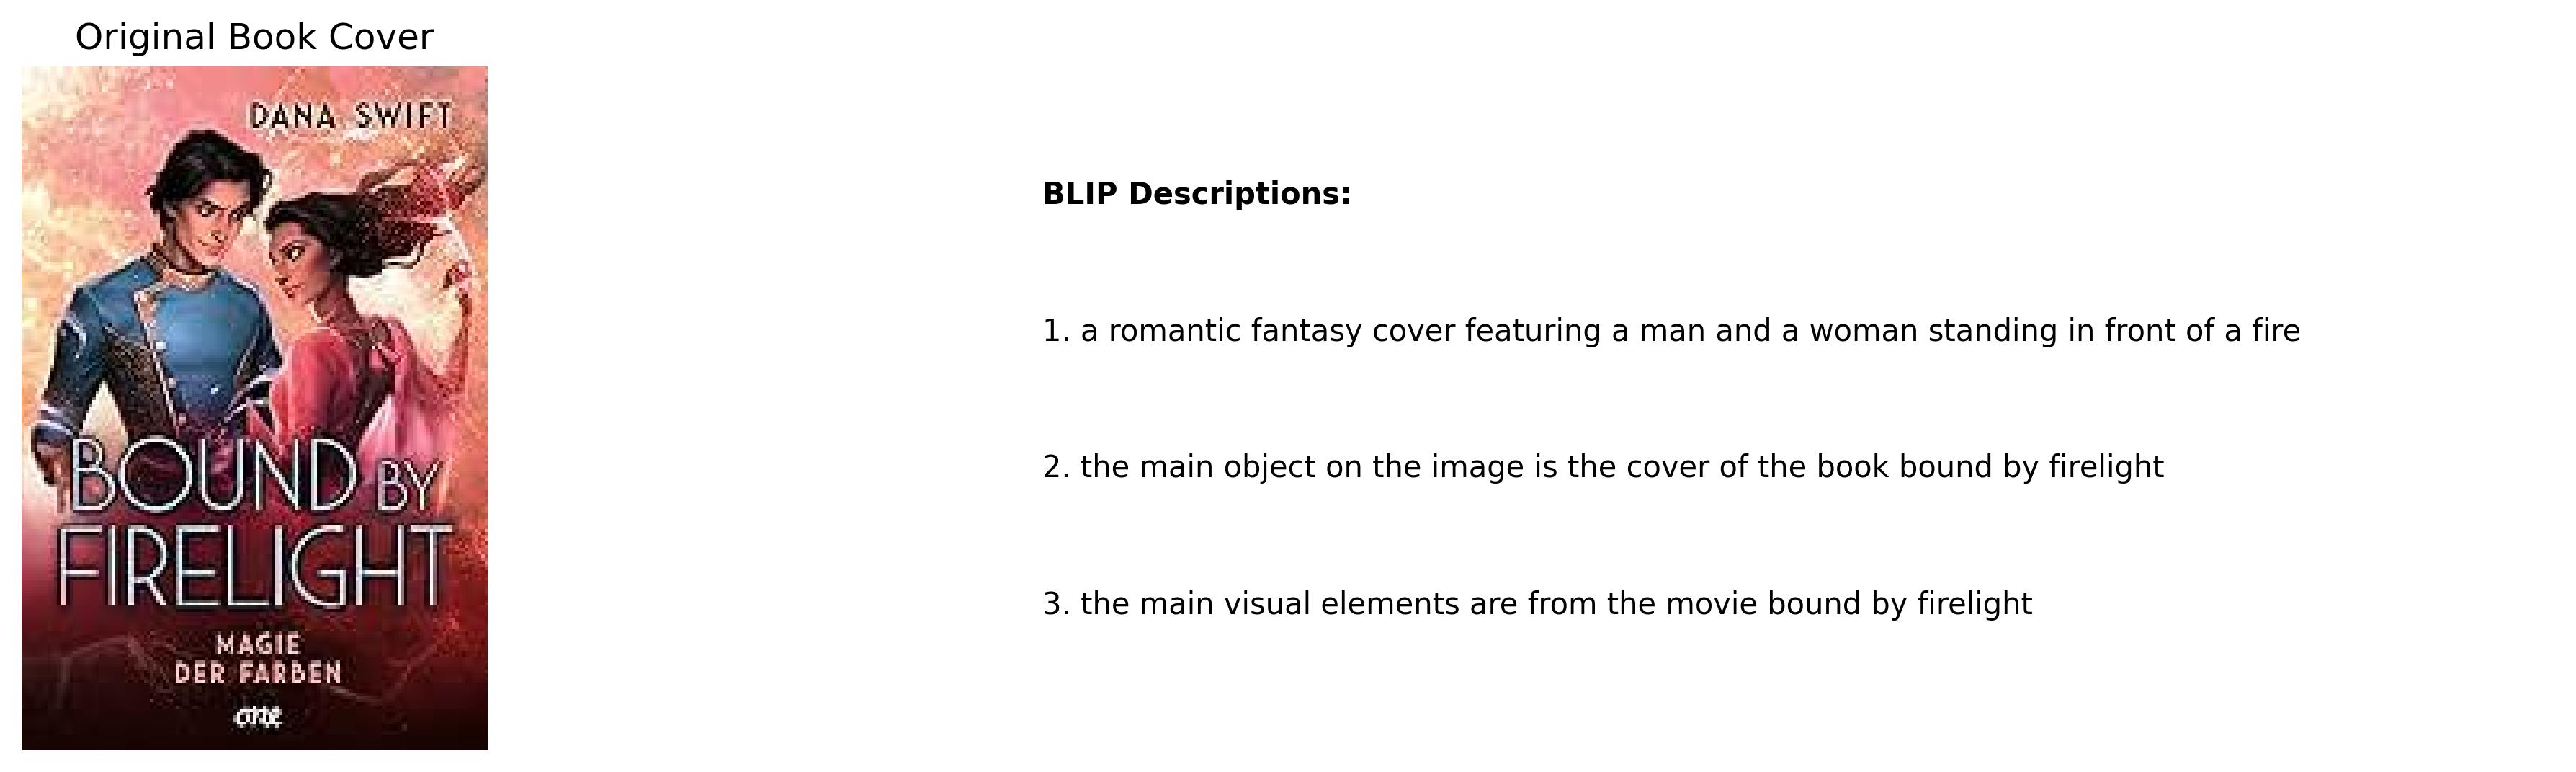 Original Book Cover
DANA SWIFT
BOUND BY
FIRELIGHT
MAGIE
DER FARBEN
one
BLIP Descriptions:
1. a romantic fantasy cover featuring a man and a woman standing in front of a fire
2. the main object on the image is the cover of the book bound by firelight
3. the main visual elements are from the movie bound by firelight